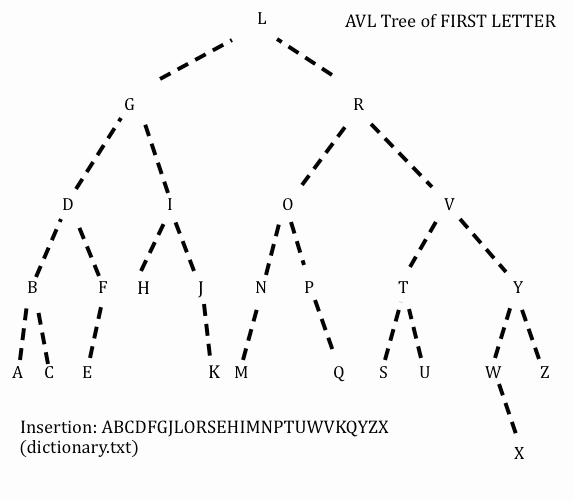 L
AVL Tree of FIRST LETTER
G R
D I O V
B F H J N P T Y
A C E K M Q S U W Z
Insertion: ABCDFGJLORSEHIMNPTUWVKQYZX
(dictionary.txt)
X